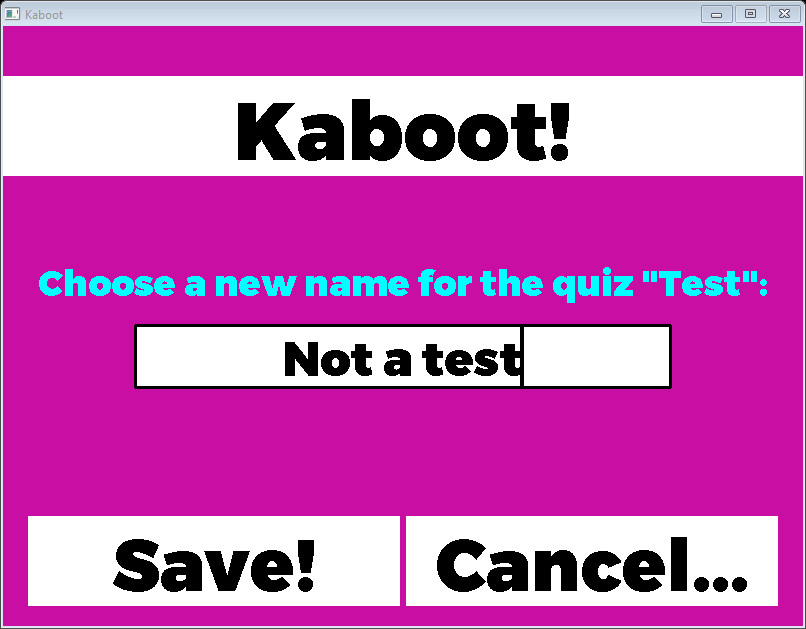 Kaboot
Kaboot!
Choose a new name for the quiz "Test":
Not a test
Save!
Cancel...